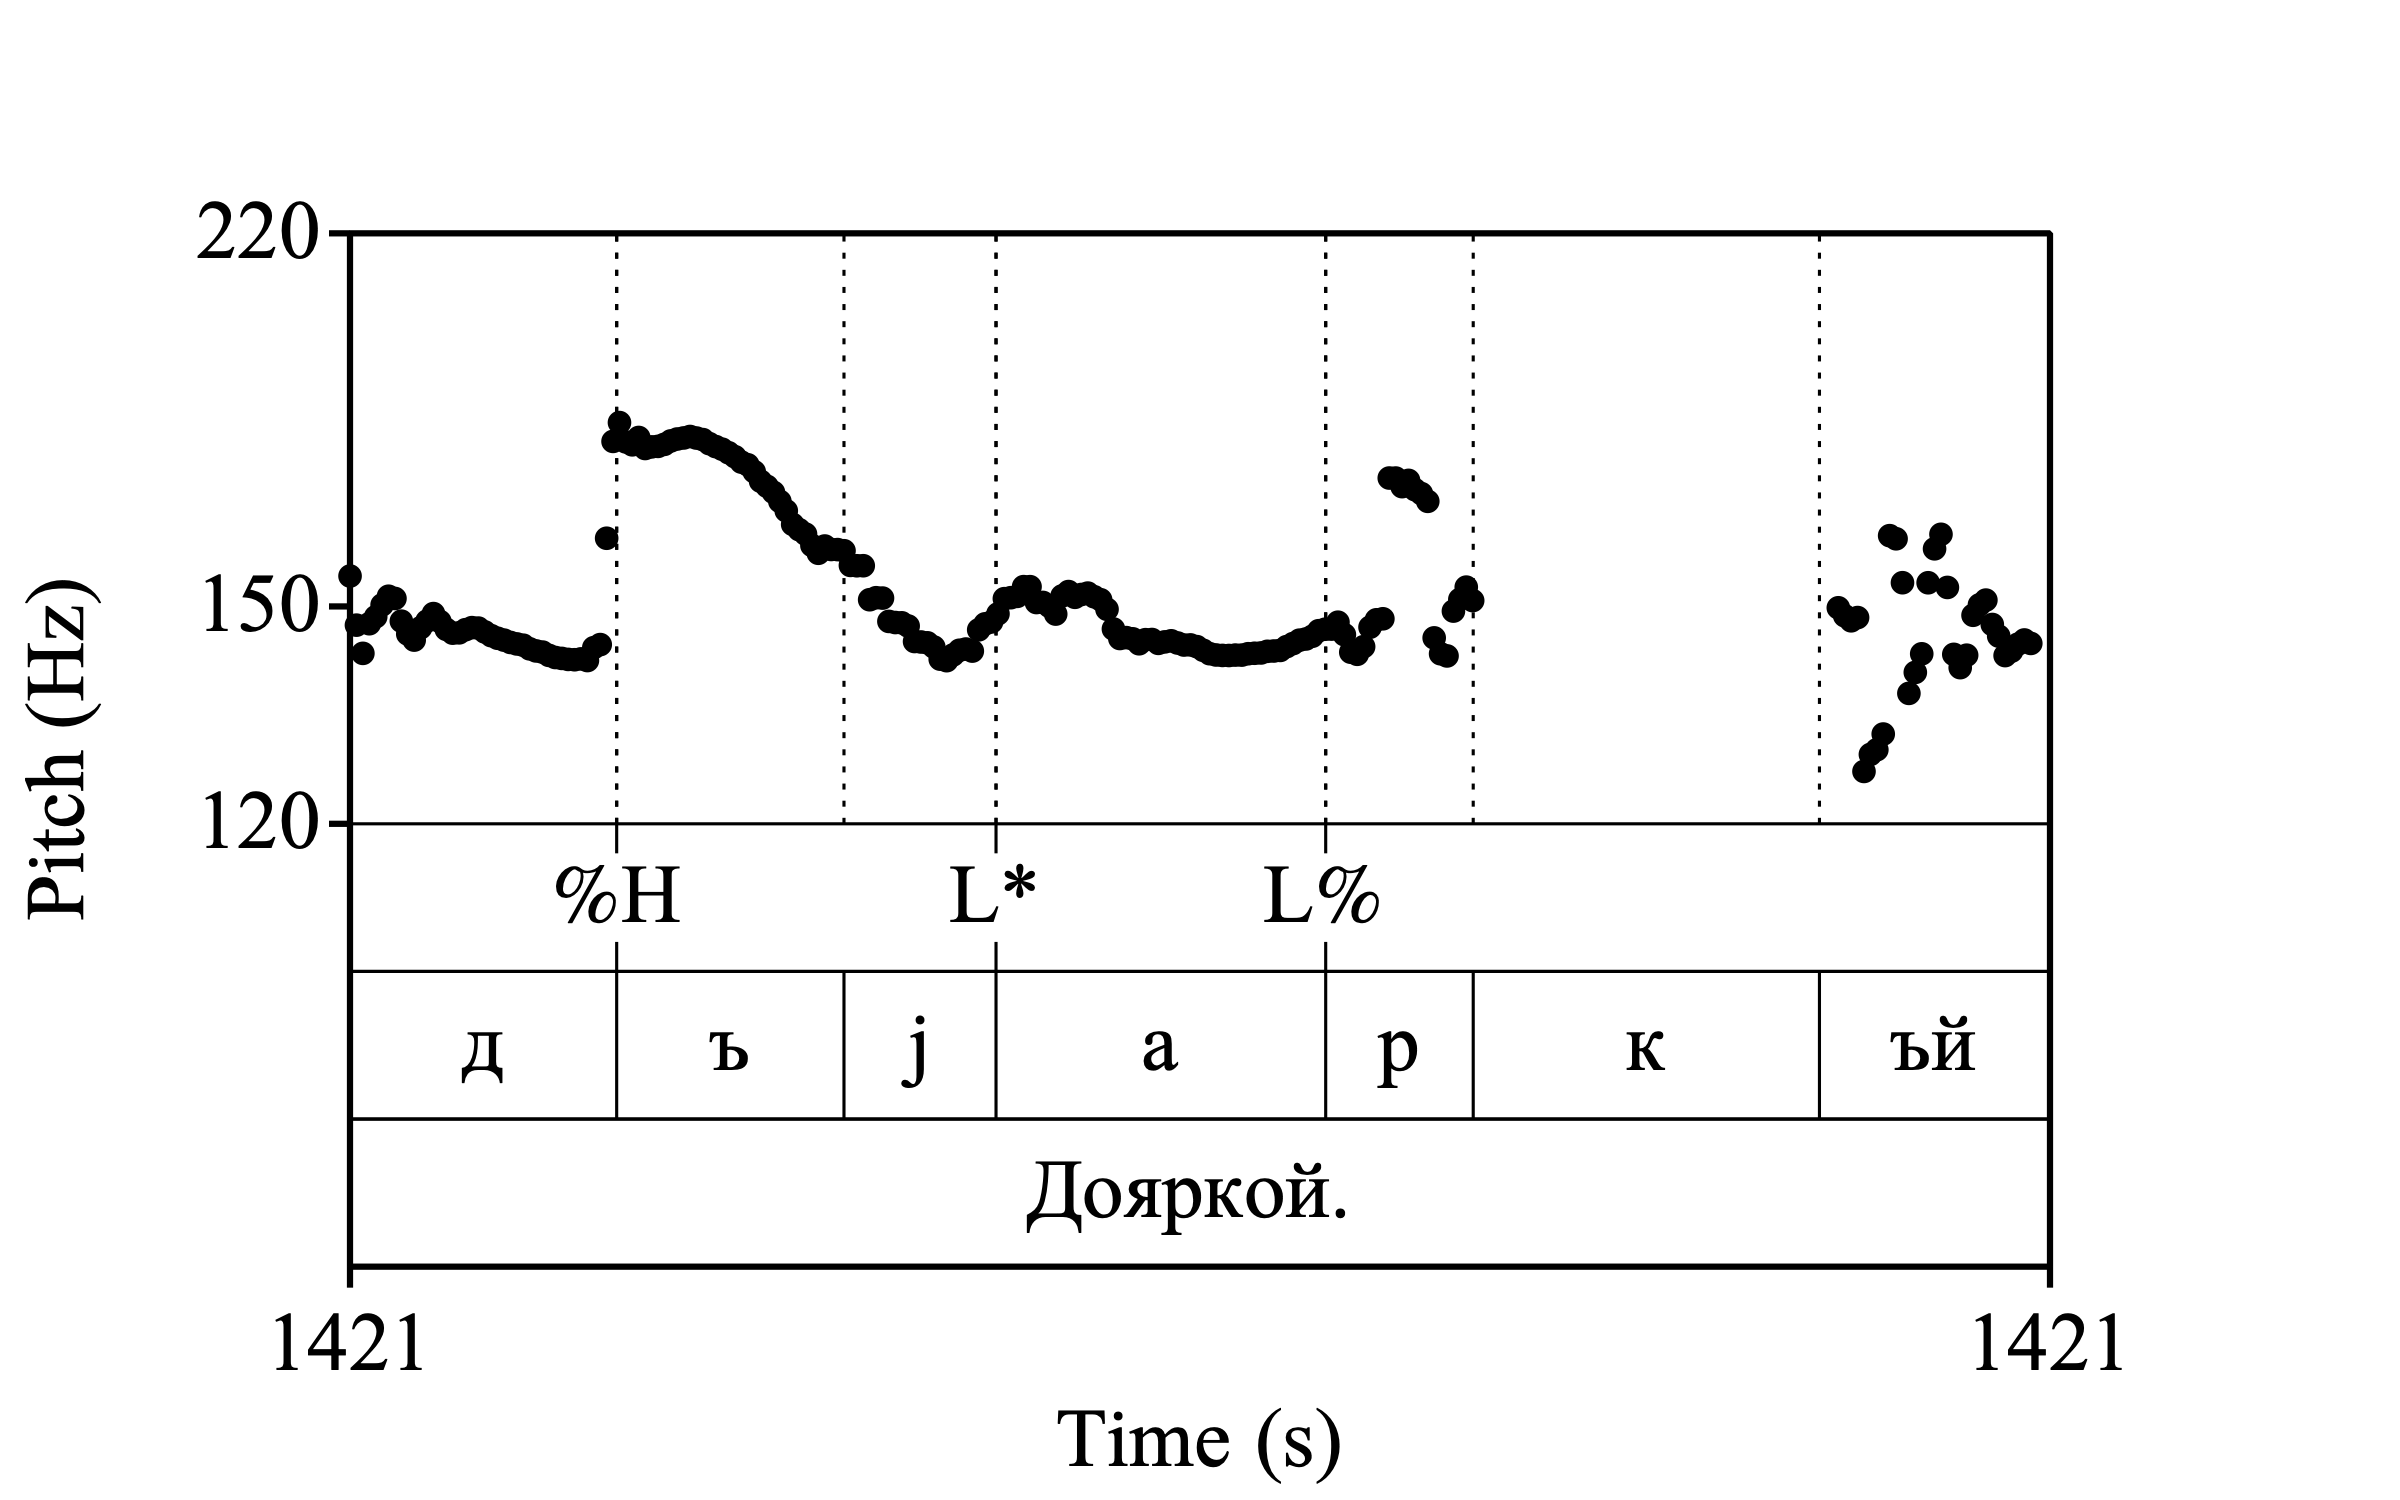 220
150
120
Pitch (Hz)
%H L* L%
д ъ j а р к ъй
Дояркой.
1421 1421
Time (s)